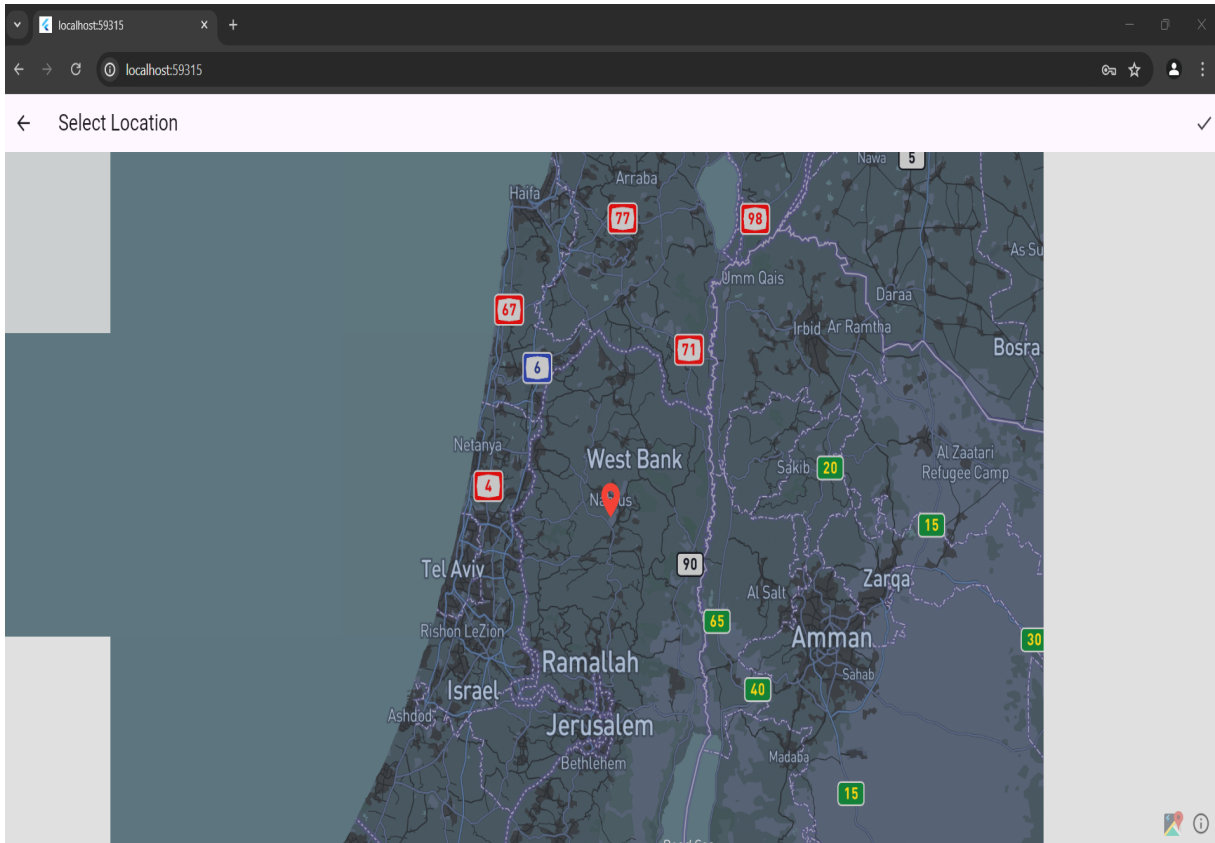 localhost:59315
localhost:59315
Select Location
Nawa 5
Arraba
Haifa
77 98
As Su
Umm Qais
Daraa
67
Irbid Ar Ramtha
71 Bosra
6
Netanya
West Bank
Al Zaatari
Refugee Camp
Sakib 20
4
15
90
Tel Aviv
Zarqa
Al Salt
65
Rishon LeZion
Amman
30
Ramallah
Sahab
Israel
40
Ashdod
Jerusalem
Madaba
Bethlehem
15